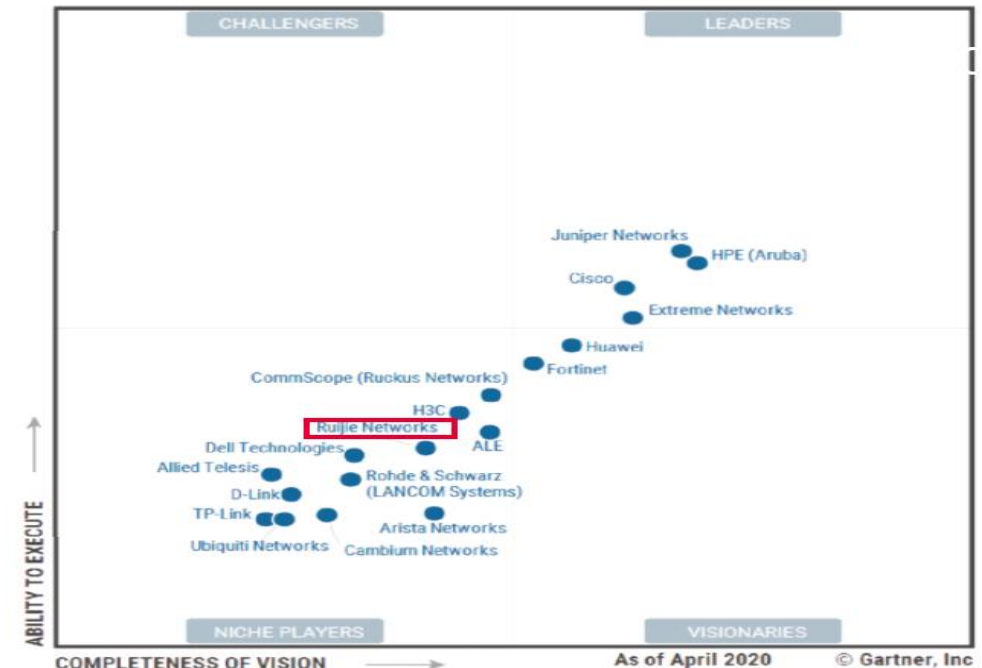 CHALLENGERS
LEADERS
Juniper Networks
HPE (Aruba)
Cisco
Extreme Networks
Huawei
Fortinet
CommScope (Ruckus Networks)
H3C
Ruijie Networks
ALE
Dell Technologies
Allied Telesis
Rohde & Schwarz
(LANCOM Systems)
D-Link
TP-Link
Arista Networks
Ubiquiti Networks
Cambium Networks
ABILITY TO EXECUTE
NICHE PLAYERS
VISIONARIES
COMPLETENESS OF VISION
As of April 2020
© Gartner, Inc